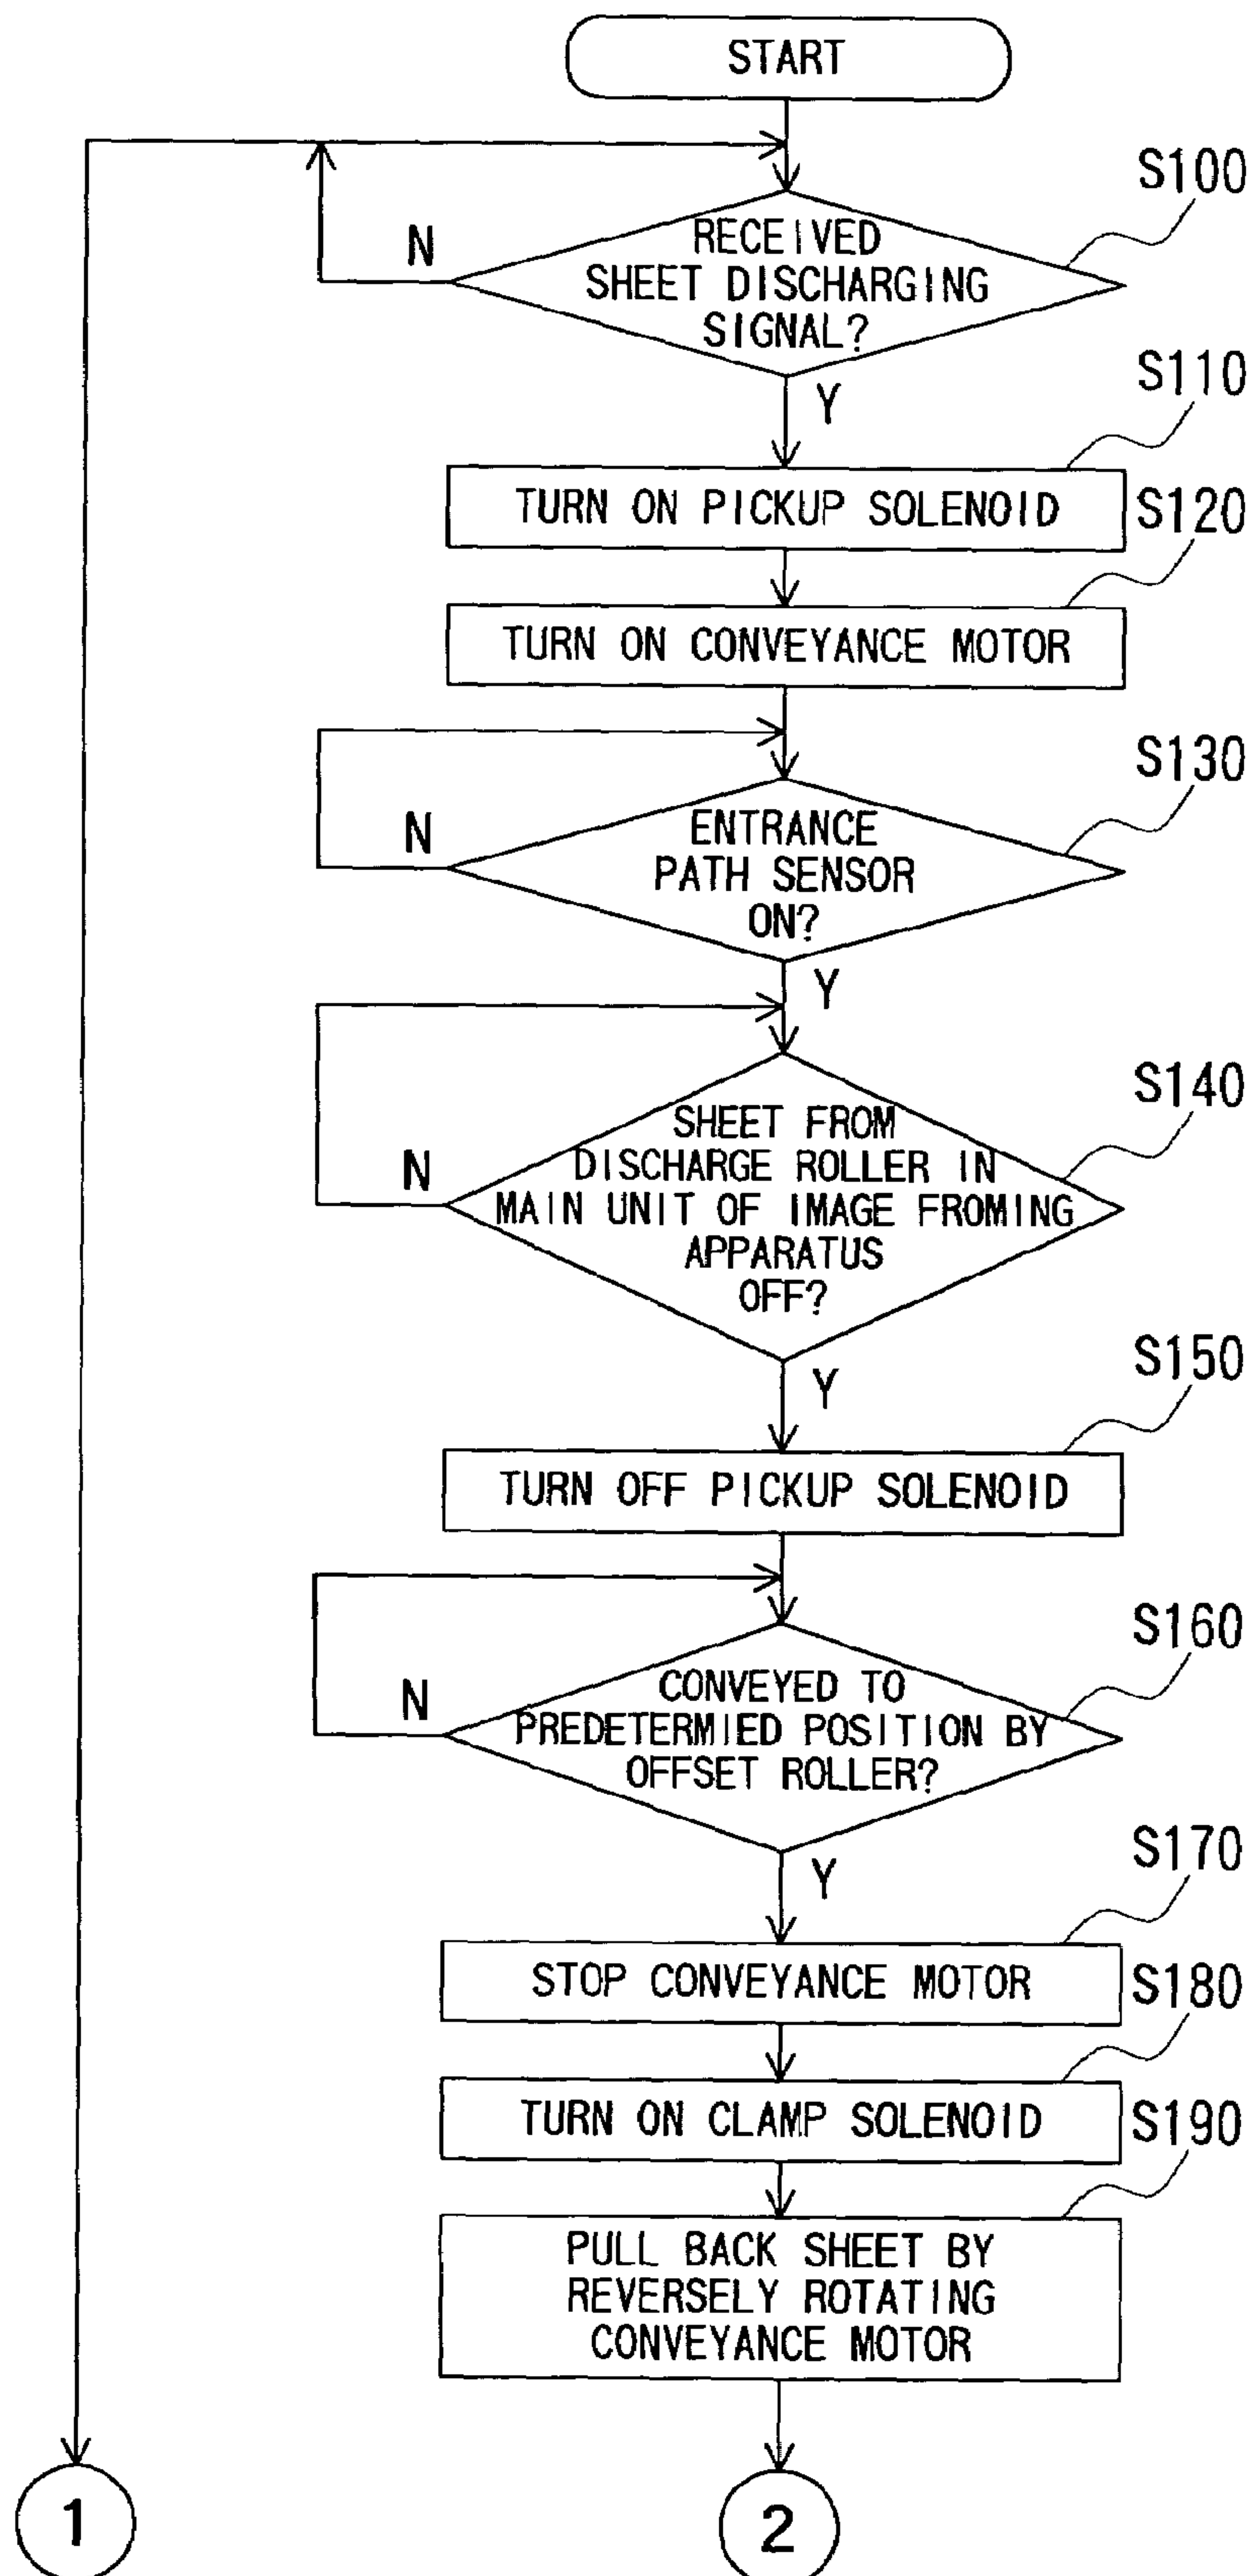 START
S100
N
RECEIVED
SHEET DISCHARGING
SIGNAL?
Y
S110
TURN ON PICKUP SOLENOID
S120
TURN ON CONVEYANCE MOTOR
S130
N
ENTRANCE
PATH SENSOR
ON?
Y
S140
N
SHEET FROM
DISCHARGE ROLLER IN
MAIN UNIT OF IMAGE FROMING
APPARATUS
OFF?
Y
S150
TURN OFF PICKUP SOLENOID
S160
N
CONVEYED TO
PREDETERMIED POSITION BY
OFFSET ROLLER?
Y
S170
STOP CONVEYANCE MOTOR
S180
TURN ON CLAMP SOLENOID
S190
PULL BACK SHEET BY
REVERSELY ROTATING
CONVEYANCE MOTOR
1
2